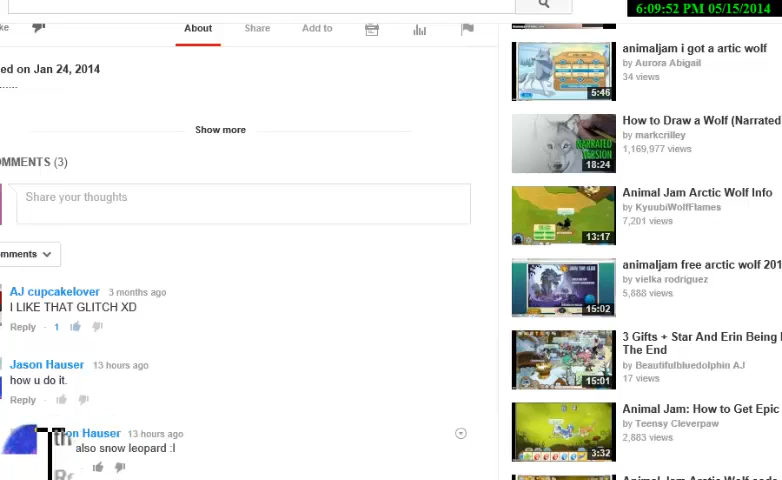 6:09:52 PM 05/15/2014
ke
About
Share
Add to
ed on Jan 24, 2014
......
Show more
MMENTS (3)
Share your thoughts
mments
AJ cupcakelover 3 months ago
I LIKE THAT GLITCH XD
Reply · 1
Jason Hauser 13 hours ago
how u do it.
Reply ·
on Hauser 13 hours ago
th
also snow leopard :I
Re
animaljam i got a artic wolf
by Aurora Abigail
34 views
5:46
How to Draw a Wolf (Narrated
by markcrilley
1,169,977 views
NARRATED
VERSION
18:24
Animal Jam Arctic Wolf Info
by KyuubiWolfFlames
7,201 views
13:17
animaljam free arctic wolf 201
by vielka rodriguez
5,888 views
15:02
3 Gifts + Star And Erin Being
The End
by Beautifulbluedolphin AJ
17 views
15:01
Animal Jam: How to Get Epic
by Teensy Cleverpaw
2,883 views
3:32
Animal Jam Arctic Wolf code